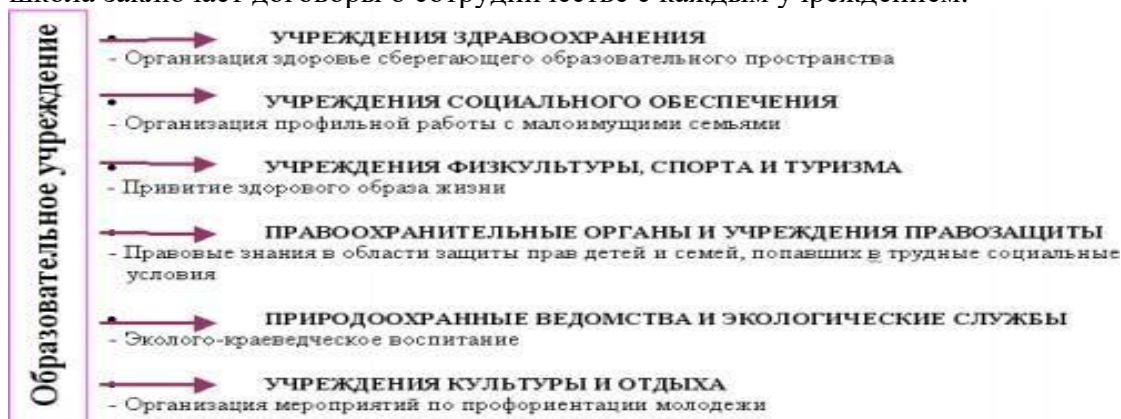 школа заключает договоры о сотрудничестве с каждым учреждением.
Образовательное учреждение
УЧРЕЖДЕНИЯ ЗДРАВООХРАНЕНИЯ
- Организация здоровье сберегающего образовательного пространства
УЧРЕЖДЕНИЯ СОЦИАЛЬНОГО ОБЕСПЕЧЕНИЯ
- Организация профильной работы с малоимущими семьями
УЧРЕЖДЕНИЯ ФИЗКУЛЬТУРЫ, СПОРТА И ТУРИЗМА
- Привитие здорового образа жизни
ПРАВООХРАНИТЕЛЬНЫЕ ОРГАНЫ И УЧРЕЖДЕНИЯ ПРАВОЗАЩИТЫ
- Правовые знания в области защиты прав детей и семей, попавших в трудные социальные
условия
ПРИРОДООХРАННЫЕ ВЕДОМСТВА И ЭКОЛОГИЧЕСКИЕ СЛУЖБЫ
- Эколого-краеведческое воспитание
УЧРЕЖДЕНИЯ КУЛЬТУРЫ И ОТДЫХА
- Организация мероприятий по профориентации молодежи